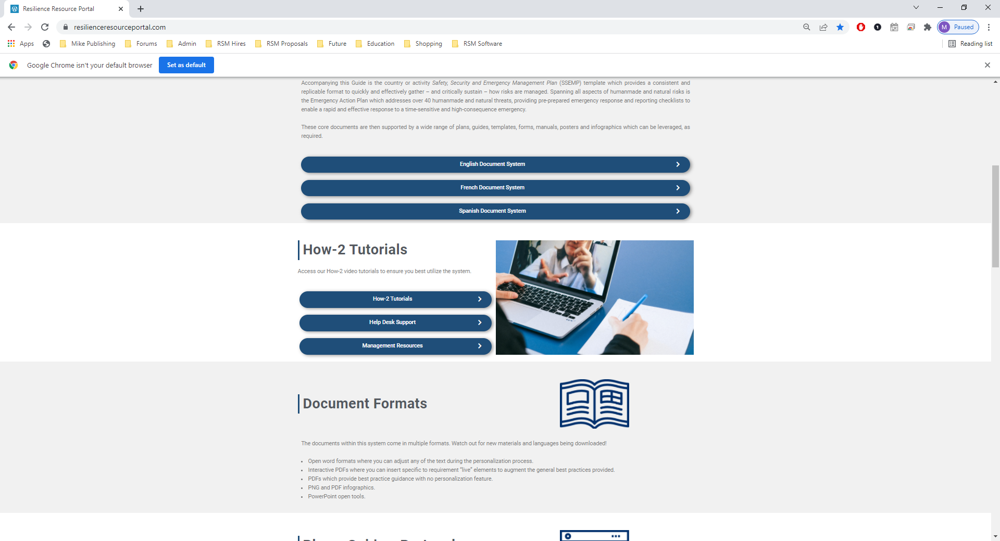 Resilience Resource Portal
resilienceresourceportal.com
M Paused
Apps Mike Publishing Forums Admin RSM Hires RSM Proposals Future Education Shopping RSM Software Reading list
Google Chrome isn't your default browser Set as default
Accompanying this Guide is the country or activity Safety, Security and Emergency Management Plan (SSEMP) template which provides a consistent and
replicable format to quickly and effectively gather – and critically sustain – how risks are managed. Spanning all aspects of humanmade and natural risks is
the Emergency Action Plan which addresses over 40 humanmade and natural threats, providing pre-prepared emergency response and reporting checklists to
enable a rapid and effective response to a time-sensitive and high-consequence emergency.
These core documents are then supported by a wide range of plans, guides, templates, forms, manuals, posters and infographics which can be leveraged, as
required.
English Document System
French Document System
Spanish Document System
How-2 Tutorials
Access our How-2 video tutorials to ensure you best utilize the system.
How-2 Tutorials
Help Desk Support
Management Resources
Document Formats
The documents within this system come in multiple formats. Watch out for new materials and languages being downloaded!
• Open word formats where you can adjust any of the text during the personalization process.
• Interactive PDFs where you can insert specific to requirement “live” elements to augment the general best practices provided.
• PDFs which provide best practice guidance with no personalization feature.
• PNG and PDF infographics.
• PowerPoint open tools.